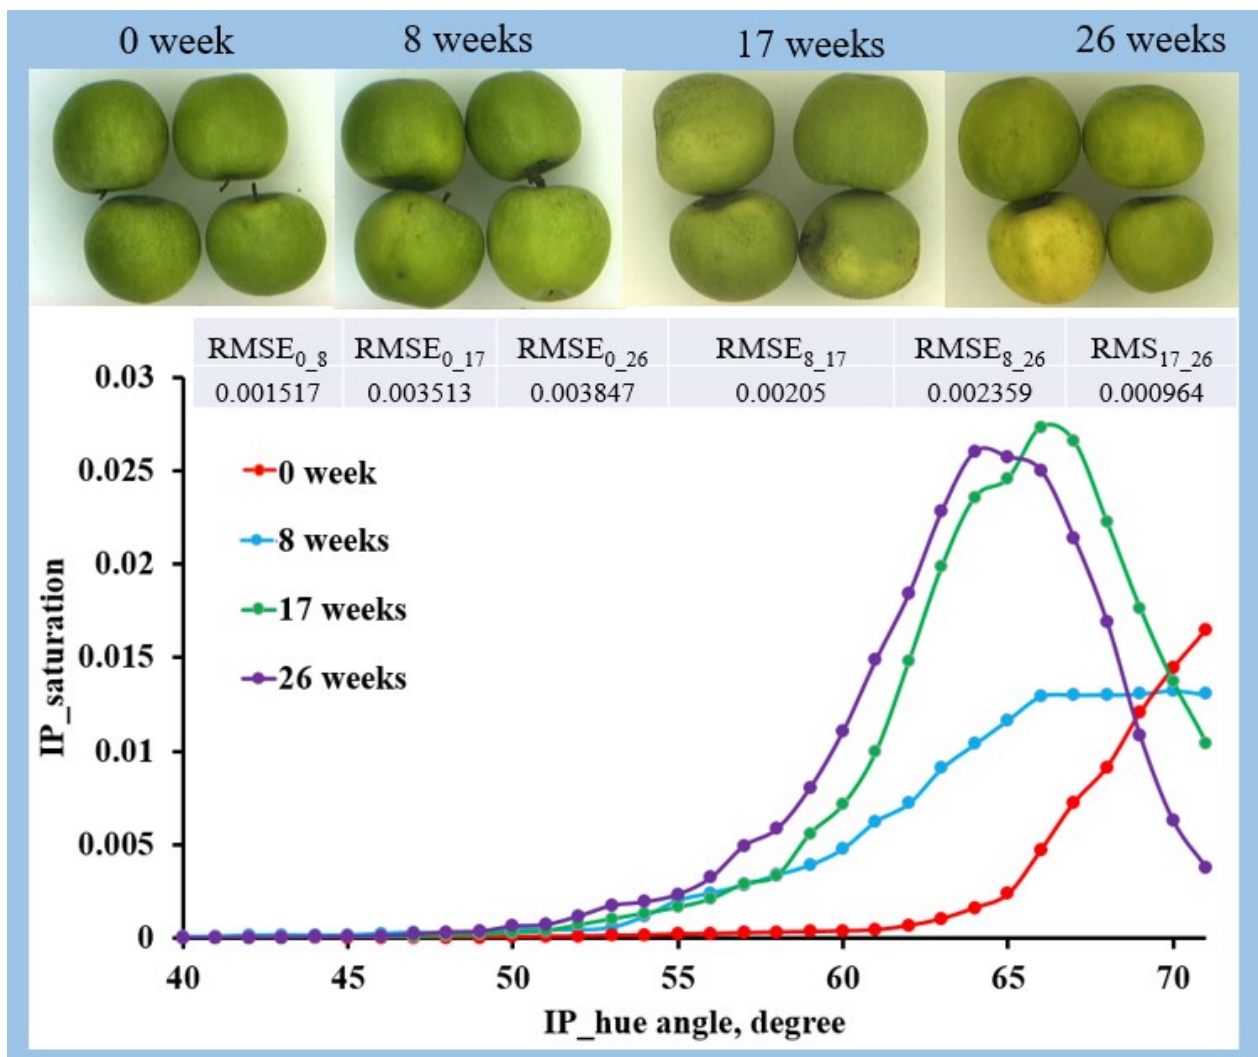 0 week 8 weeks 17 weeks 26 weeks
RMSE0_8 RMSE0_17 RMSE0_26 RMSE8_17 RMSE8_26 RMS17_26
0.001517 0.003513 0.003847 0.00205 0.002359 0.000964
0.03
0.025
0.02
0.015
0.01
0.005
0
IP_saturation
0 week
8 weeks
17 weeks
26 weeks
40 45 50 55 60 65 70
IP_hue angle, degree